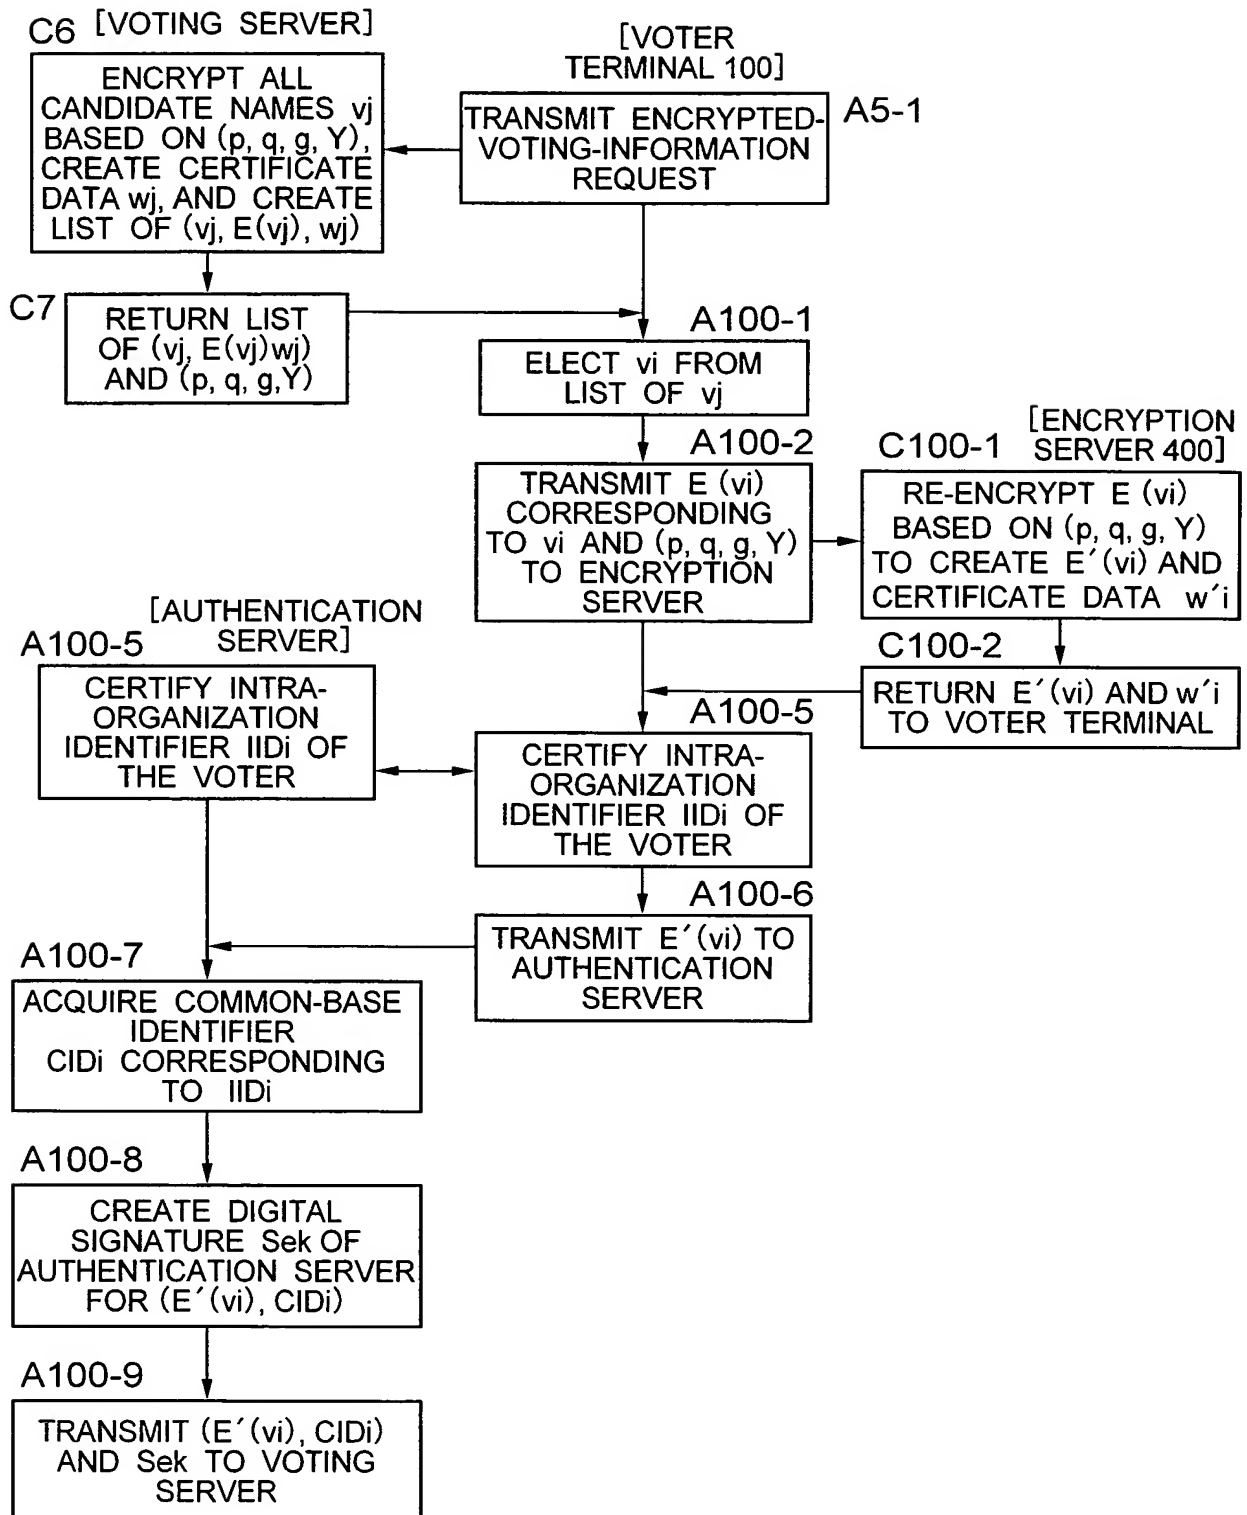 C6 [VOTING SERVER]
ENCRYPT ALL
CANDIDATE NAMES vj
BASED ON (p, q, g, Y),
CREATE CERTIFICATE
DATA wj, AND CREATE
LIST OF (vj, E(vj), wj)
[VOTER
TERMINAL 100]
A5-1
TRANSMIT ENCRYPTED-
VOTING-INFORMATION
REQUEST
C7
RETURN LIST
OF (vj, E(vj)wj)
AND (p, q, g,Y)
A100-1
ELECT vi FROM
LIST OF vj
A100-2
TRANSMIT E (vi)
CORRESPONDING
TO vi AND (p, q, g, Y)
TO ENCRYPTION
SERVER
[ENCRYPTION
SERVER 400]
C100-1
RE-ENCRYPT E (vi)
BASED ON (p, q, g, Y)
TO CREATE E′(vi) AND
CERTIFICATE DATA w′i
C100-2
RETURN E′(vi) AND w′i
TO VOTER TERMINAL
[AUTHENTICATION
SERVER]
A100-5
CERTIFY INTRA-
ORGANIZATION
IDENTIFIER IIDi OF
THE VOTER
A100-5
CERTIFY INTRA-
ORGANIZATION
IDENTIFIER IIDi OF
THE VOTER
A100-6
TRANSMIT E′(vi) TO
AUTHENTICATION
SERVER
A100-7
ACQUIRE COMMON-BASE
IDENTIFIER
CIDi CORRESPONDING
TO IIDi
A100-8
CREATE DIGITAL
SIGNATURE Sek OF
AUTHENTICATION SERVER
FOR (E′(vi), CIDi)
A100-9
TRANSMIT (E′(vi), CIDi)
AND Sek TO VOTING
SERVER